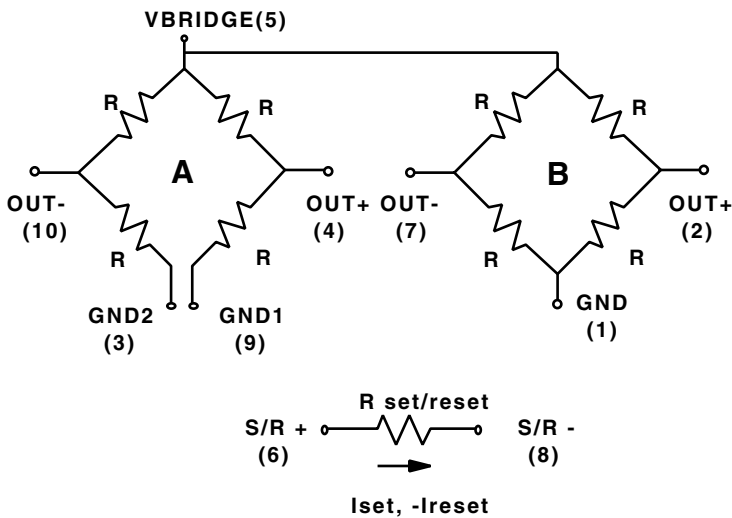 VBRIDGE(5)
R
R
R
R
A
B
OUT-
(10)
OUT+
(4)
OUT-
(7)
OUT+
(2)
R
R
R
R
GND2
(3)
GND1
(9)
GND
(1)
R set/reset
S/R +
(6)
S/R -
(8)
Iset, -Ireset